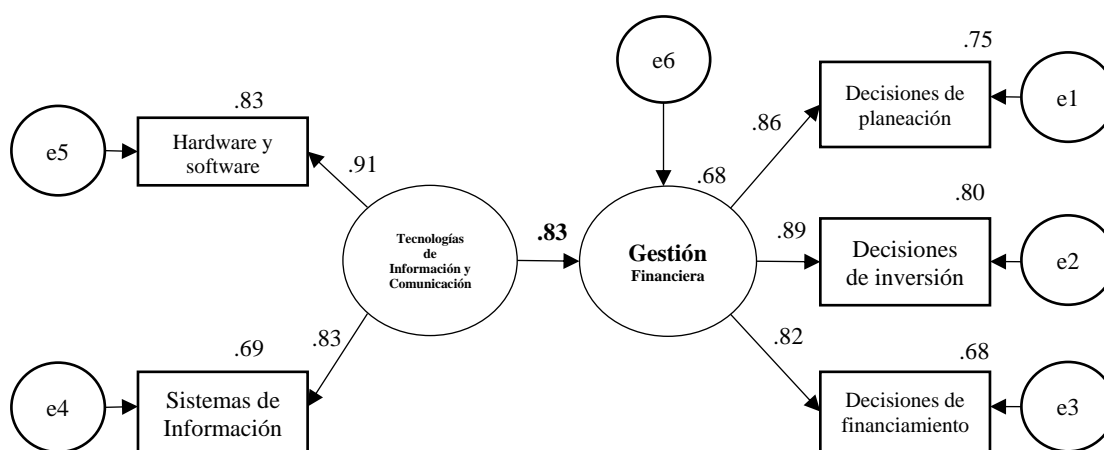 .75
e6
.83
Decisiones de
planeación
e1
e5
Hardware y
software
.86
.91
.68
.80
Tecnologías
de
Información y
Comunicación
.83
Gestión
Financiera
.89
Decisiones
de inversión
e2
.69
.83
.82
.68
e4
Sistemas de
Información
Decisiones de
financiamiento
e3